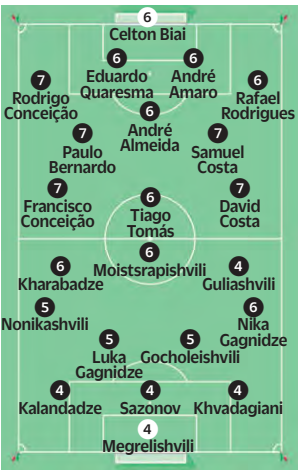 6
Celton Biai
6
Eduardo
Quaresma
6
André
Amaro
7
Rodrigo
Conceição
6
Rafael
Rodrigues
6
André
Almeida
7
Paulo
Bernardo
7
Samuel
Costa
7
Francisco
Conceição
6
Tiago
Tomás
7
David
Costa
6
Kharabadze
6
Moistsrapishvili
4
Guliashvili
5
Nonikashvili
6
Nika
Gagnidze
5
Luka
Gagnidze
5
Gocholeishvili
4
Kalandadze
4
Sazonov
4
Khvadagiani
4
Megrelishvili